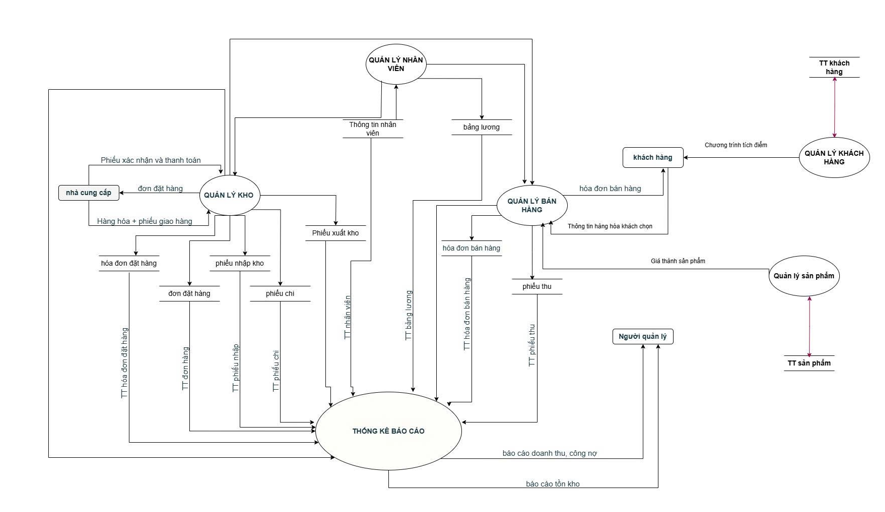 QUẢN LÝ NHÂN
VIÊN
TT khách
hàng
Thông tin nhân
viên
bảng lương
Chương trình tích điểm
khách hàng
QUẢN LÝ KHÁCH
HÀNG
Phiếu xác nhận và thanh toán
nhà cung cấp
đơn đặt hàng
QUẢN LÝ KHO
hóa đơn bán hàng
QUẢN LÝ BÁN
HÀNG
Hàng hóa + phiếu giao hàng
Phiếu xuất kho
Thông tin hàng hóa khách chọn
hóa đơn bán hàng
hóa đơn đặt hàng
phiếu nhập kho
Giá thành sản phẩm
Quản lý sản phẩm
đơn đặt hàng
phiếu chi
phiếu thu
TT hóa đơn đặt hàng
TT đơn hàng
TT phiếu nhập
TT phiếu chi
TT nhân viên
TT bảng lương
TT hóa đơn bán hàng
TT phiếu thu
Người quản lý
TT sản phẩm
THỐNG KÊ BÁO CÁO
báo cáo doanh thu, công nợ
báo cáo tồn kho